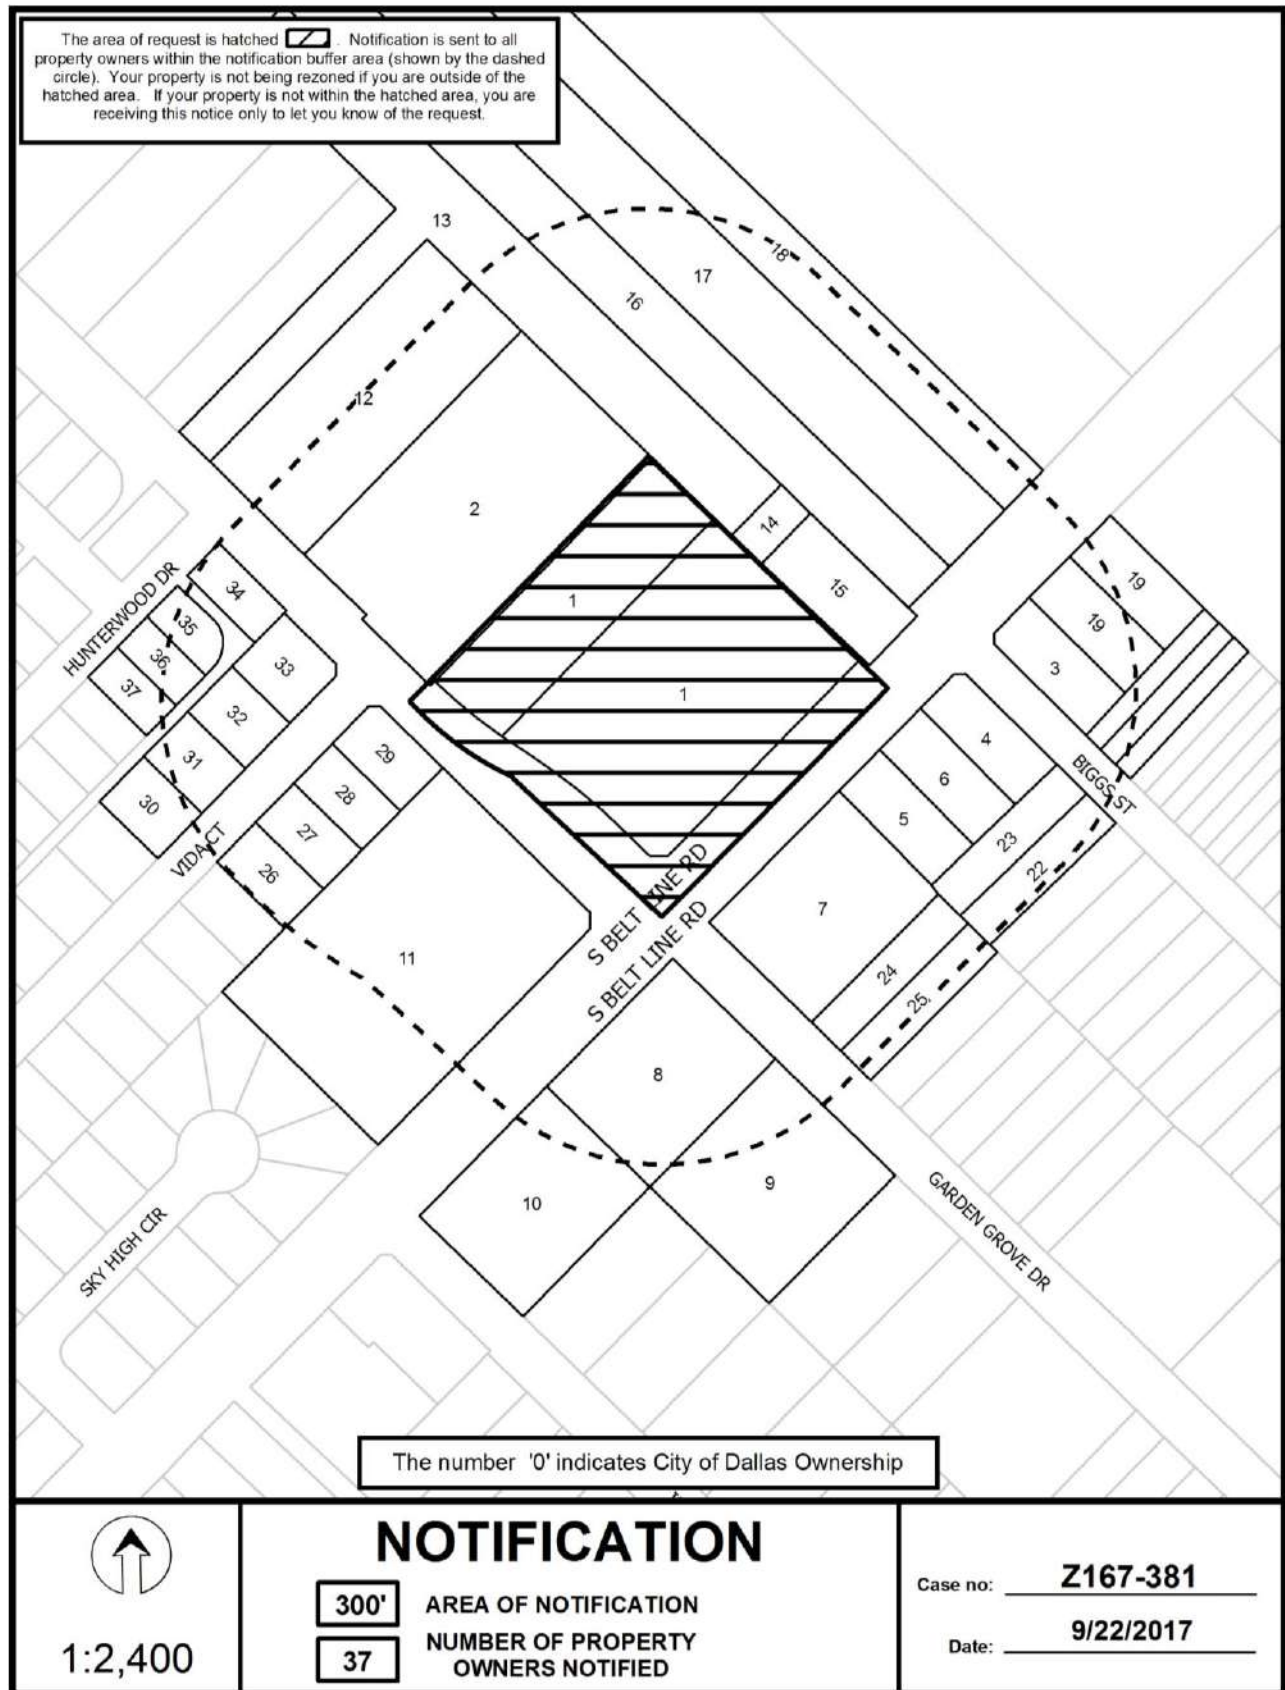 The area of request is hatched . Notification is sent to all
property owners within the notification buffer area (shown by the dashed
circle). Your property is not being rezoned if you are outside of the
hatched area. If your property is not within the hatched area, you are
receiving this notice only to let you know of the request.
13
18
17
16
12
2
14
1
15
19
34
HUNTERWOOD DR
35
19
36
33
3
37
1
32
4
29
31
BIGGS ST
6
28
30
5
27
23
VIDA CT
26
22
S BELT LINE RD
7
S BELT LINE RD
11
24
25
8
9
10
GARDEN GROVE DR
SKY HIGH CIR
The number '0' indicates City of Dallas Ownership
1:2,400
NOTIFICATION
300' AREA OF NOTIFICATION
37 NUMBER OF PROPERTY
OWNERS NOTIFIED
Case no: Z167-381
Date: 9/22/2017